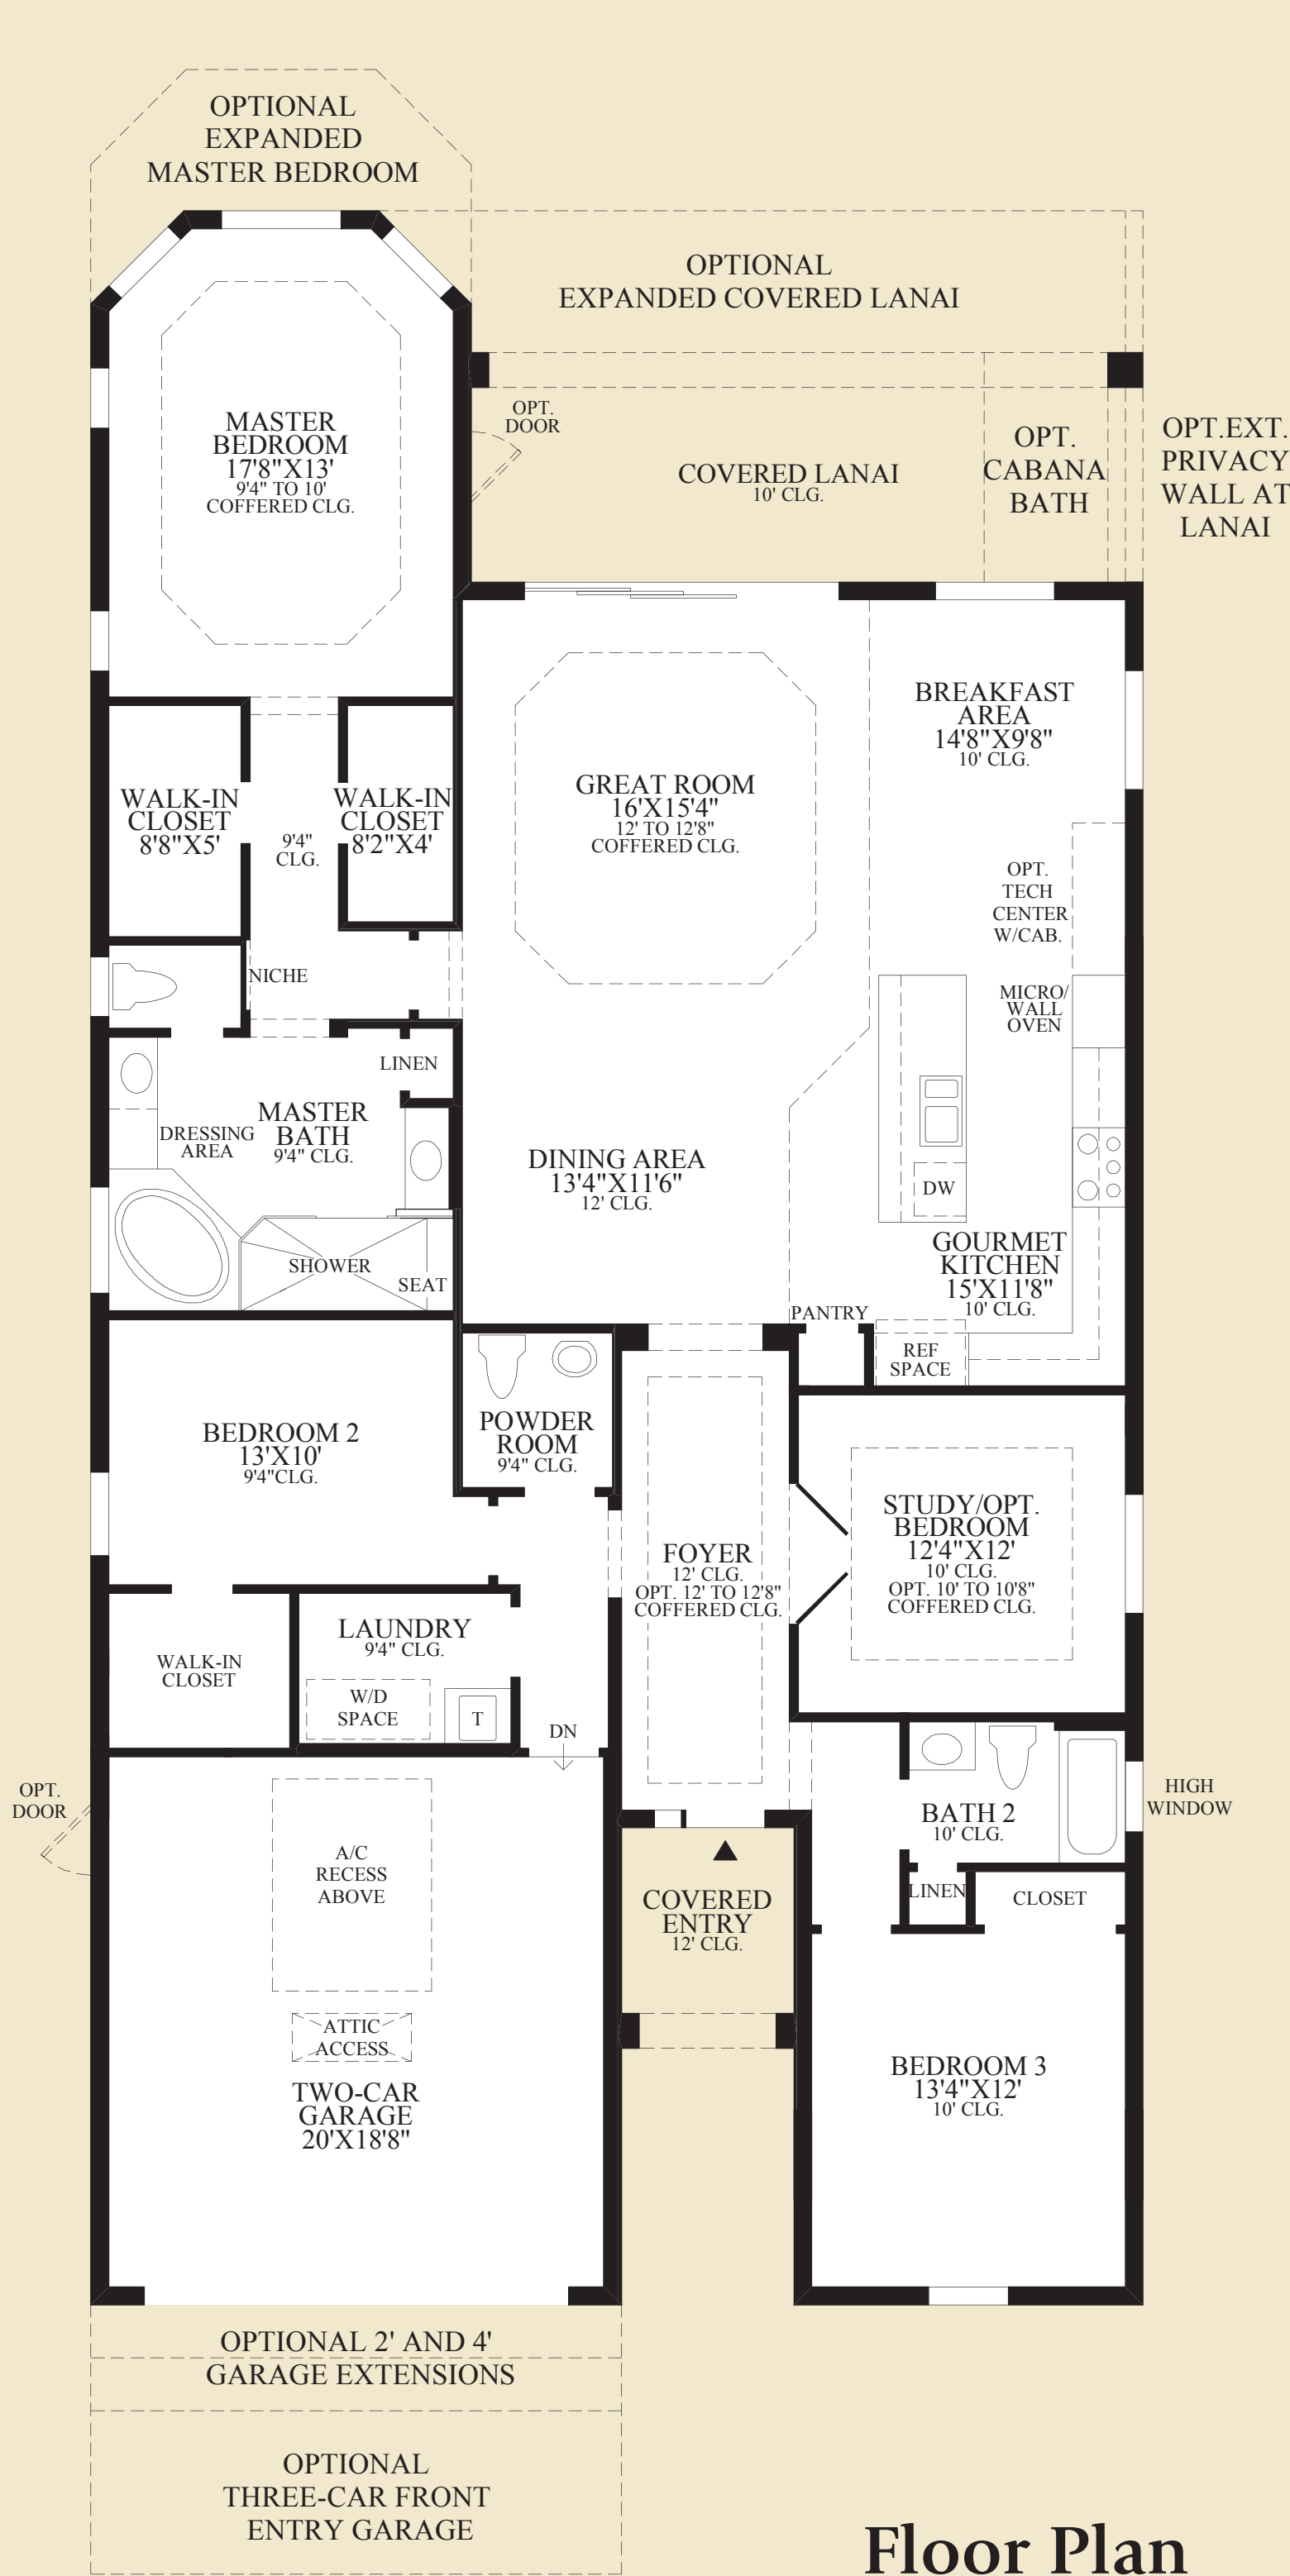 OPTIONAL
EXPANDED
MASTER BEDROOM
OPTIONAL
EXPANDED COVERED LANAI
MASTER
BEDROOM
17'8"X13'
9'4" TO 10'
COFFERED CLG.
OPT.
DOOR
COVERED LANAI
10' CLG.
OPT.
CABANA
BATH
OPT.EXT.
PRIVACY
WALL AT
LANAI
BREAKFAST
AREA
14'8"X9'8"
10' CLG.
GREAT ROOM
16'X15'4"
12' TO 12'8"
COFFERED CLG.
WALK-IN
CLOSET
8'8"X5'
9'4"
CLG.
WALK-IN
CLOSET
8'2"X4'
OPT.
TECH
CENTER
W/CAB.
NICHE
MICRO/
WALL
OVEN
LINEN
MASTER
BATH
9'4" CLG.
DRESSING
AREA
DINING AREA
13'4"X11'6"
12' CLG.
DW
GOURMET
KITCHEN
15'X11'8"
10' CLG.
SHOWER
SEAT
PANTRY
REF
SPACE
BEDROOM 2
13'X10'
9'4"CLG.
POWDER
ROOM
9'4" CLG.
FOYER
12' CLG.
OPT. 12' TO 12'8"
COFFERED CLG.
STUDY/OPT.
BEDROOM
12'4"X12'
10' CLG.
OPT. 10' TO 10'8"
COFFERED CLG.
LAUNDRY
9'4" CLG.
WALK-IN
CLOSET
W/D
SPACE
T
DN
OPT.
DOOR
HIGH
WINDOW
BATH 2
10' CLG.
A/C
RECESS
ABOVE
LINEN
CLOSET
COVERED
ENTRY
12' CLG.
ATTIC
ACCESS
TWO-CAR
GARAGE
20'X18'8"
BEDROOM 3
13'4"X12'
10' CLG.
OPTIONAL 2' AND 4'
GARAGE EXTENSIONS
OPTIONAL
THREE-CAR FRONT
ENTRY GARAGE
Floor Plan